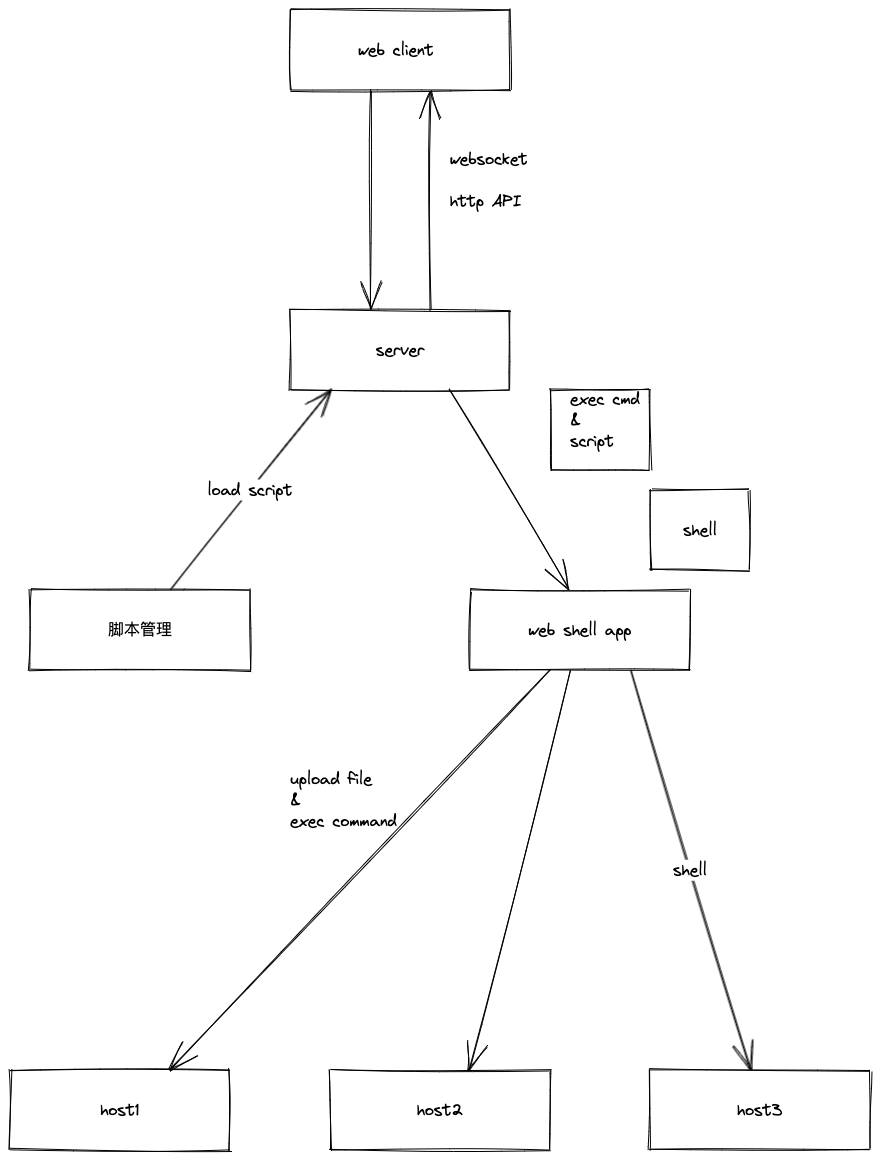 web client
websocket
http API
server
exec cmd
&
script
load script
shell
脚本管理
web shell app
upload file
&
exec command
shell
host1
host2
host3